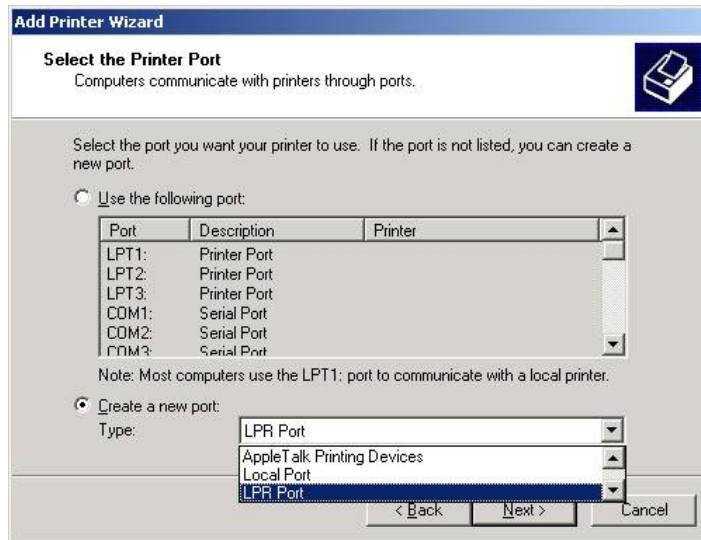 Add Printer Wizard
Select the Printer Port
Computers communicate with printers through ports.
Select the port you want your printer to use. If the port is not listed, you can create a
new port.
Use the following port:
Port Description Printer
LPT1: Printer Port
LPT2: Printer Port
LPT3: Printer Port
COM1: Serial Port
COM2: Serial Port
COM3: Serial Port
Note: Most computers use the LPT1: port to communicate with a local printer.
Create a new port:
Type: LPR Port
AppleTalk Printing Devices
Local Port
LPR Port
< Back Next > Cancel